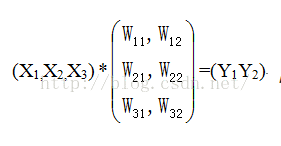 W₁₁, W₁₂
(X₁,X₂,X₃) * W₂₁, W₂₂ =(Y₁Y₂)
W₃₁, W₃₂
http://blog.csdn.net/